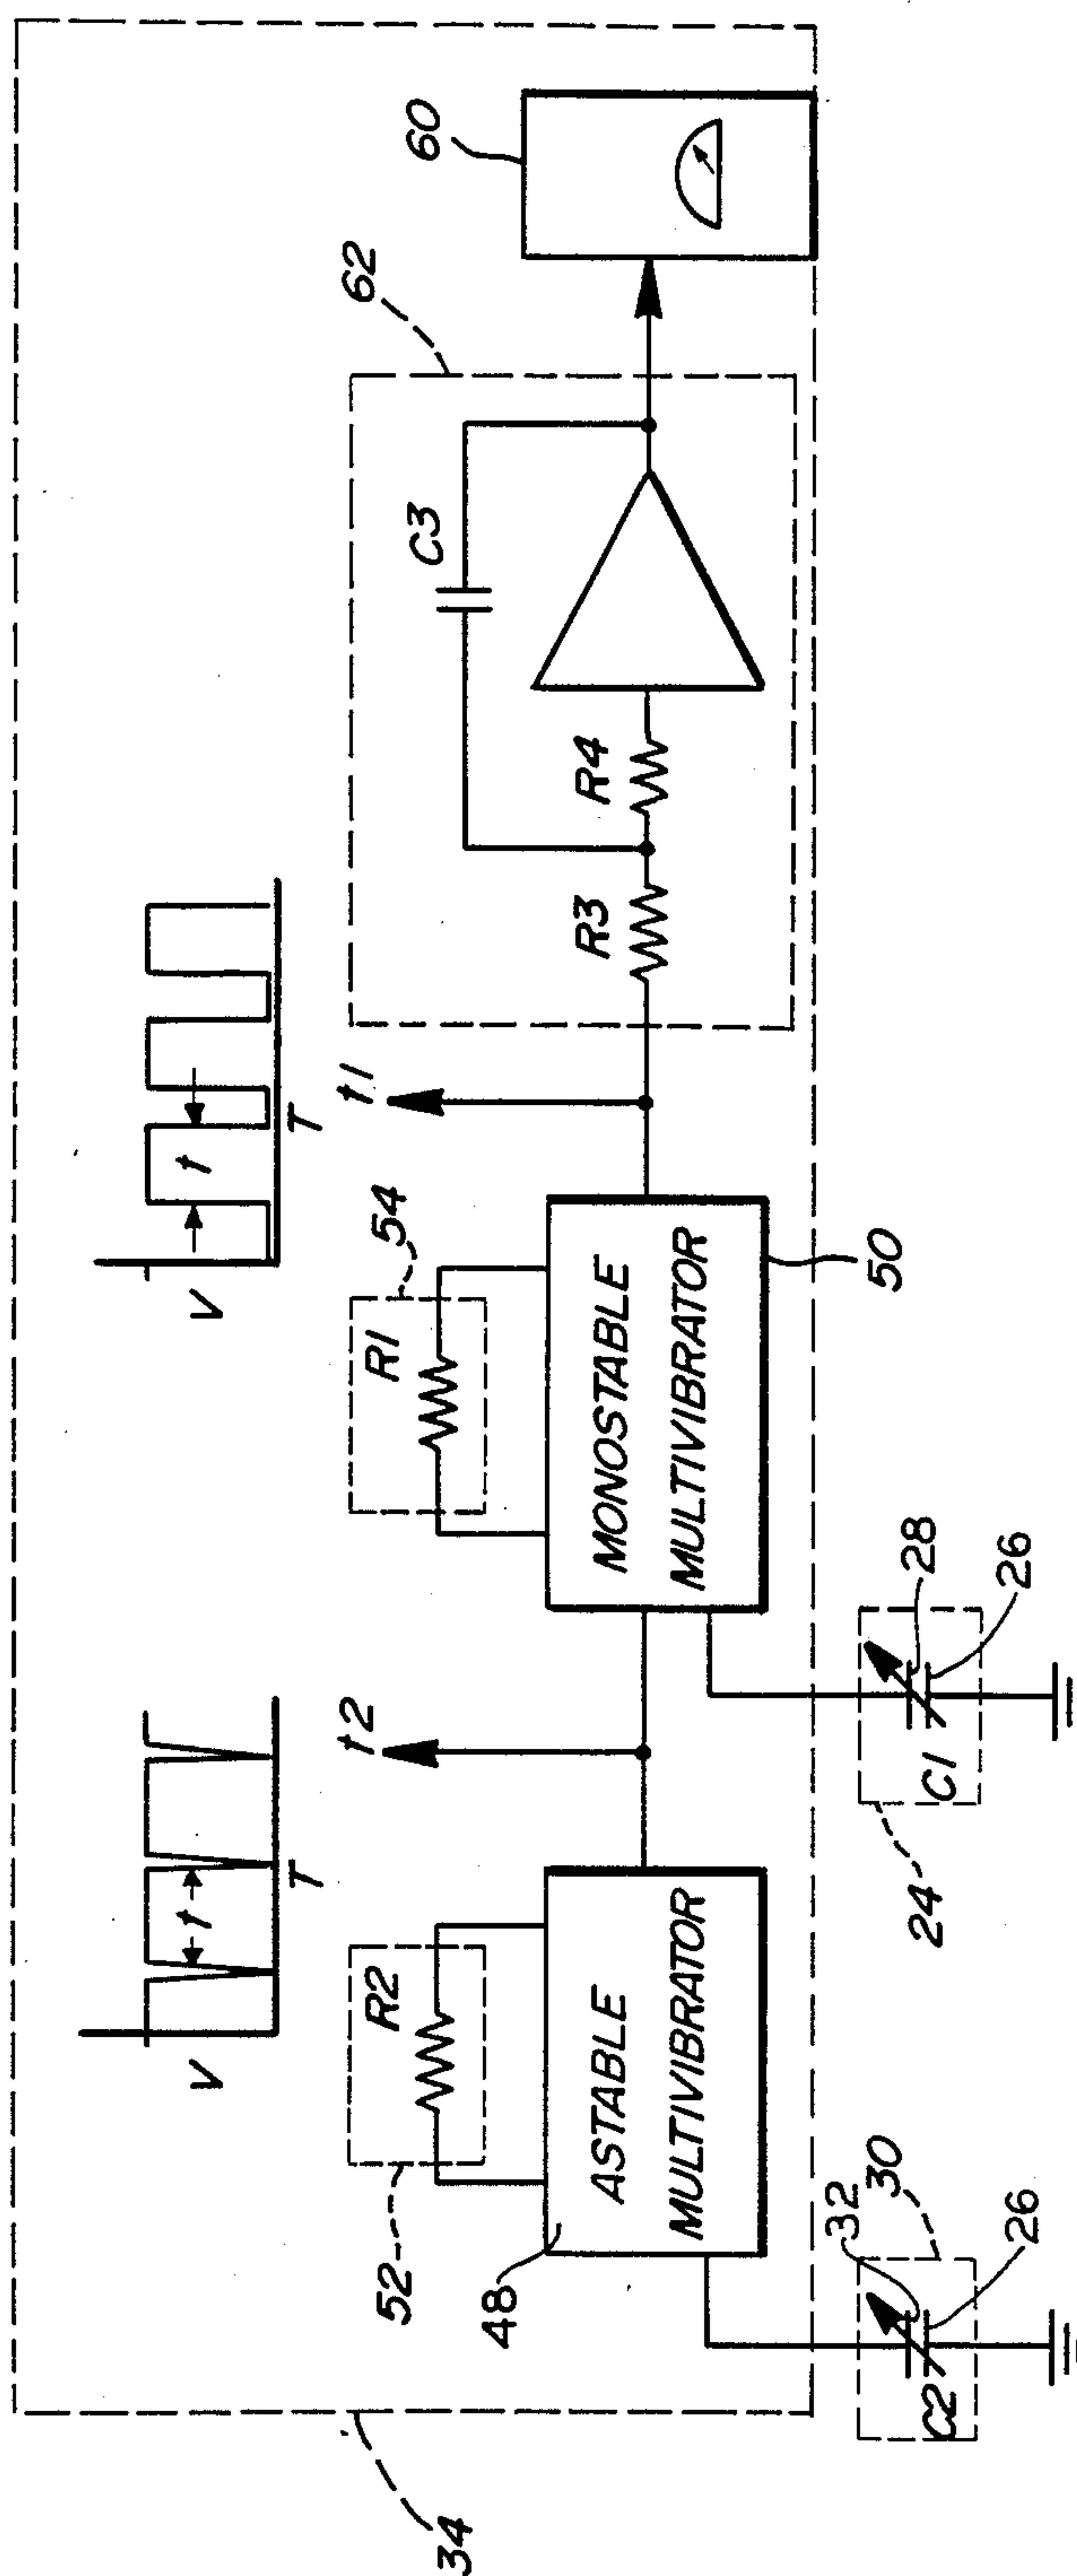 34
V
t
T
V
t
T
52
R2
t2
R1
54
t1
62
C3
60
48
ASTABLE
MULTIVIBRATOR
MONOSTABLE
MULTIVIBRATOR
50
R3
R4
C2
32
30
26
24
C1
28
26